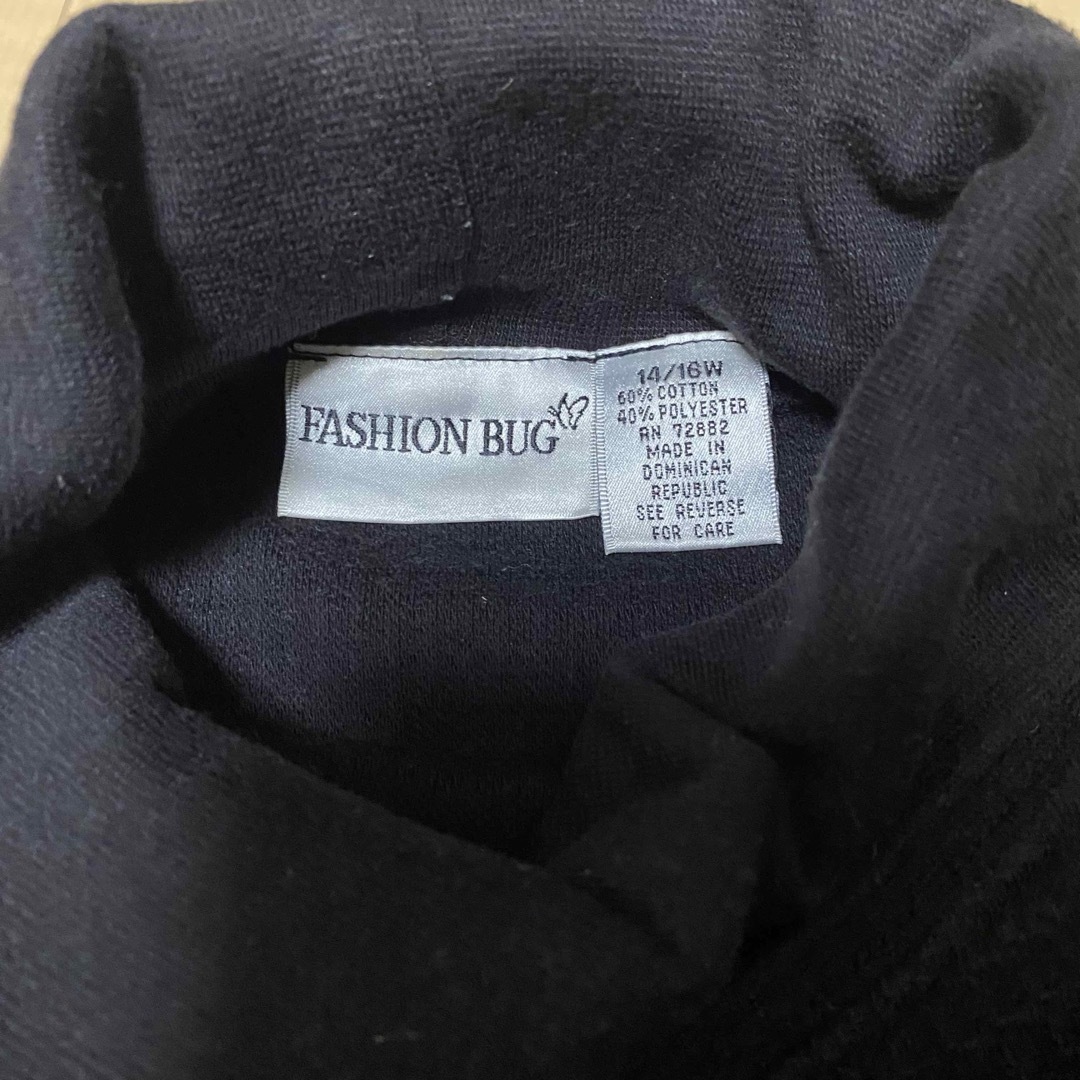 FASHION BUG
14/16W
60% COTTON
40% POLYESTER
RN 72882
MADE IN
DOMINICAN
REPUBLIC
SEE REVERSE
FOR CARE